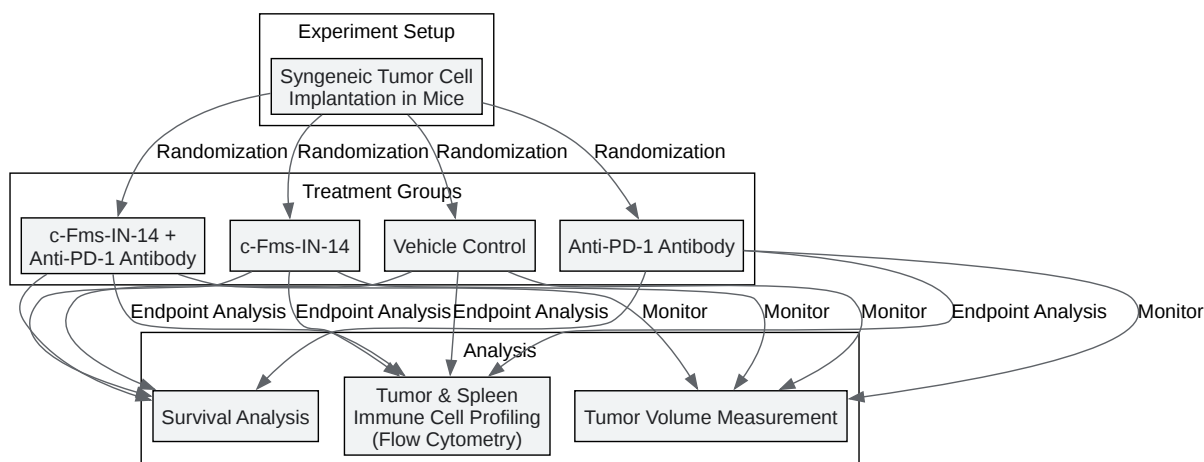 Experiment Setup
Syngeneic Tumor Cell
Implantation in Mice
Randomization
Randomization
Randomization
Randomization
Treatment Groups
c-Fms-IN-14 +
Anti-PD-1 Antibody
c-Fms-IN-14
Vehicle Control
Anti-PD-1 Antibody
Endpoint Analysis
Endpoint Analysis
Endpoint Analysis
Monitor
Monitor
Monitor
Endpoint Analysis
Monitor
Analysis
Survival Analysis
Tumor & Spleen
Immune Cell Profiling
(Flow Cytometry)
Tumor Volume Measurement